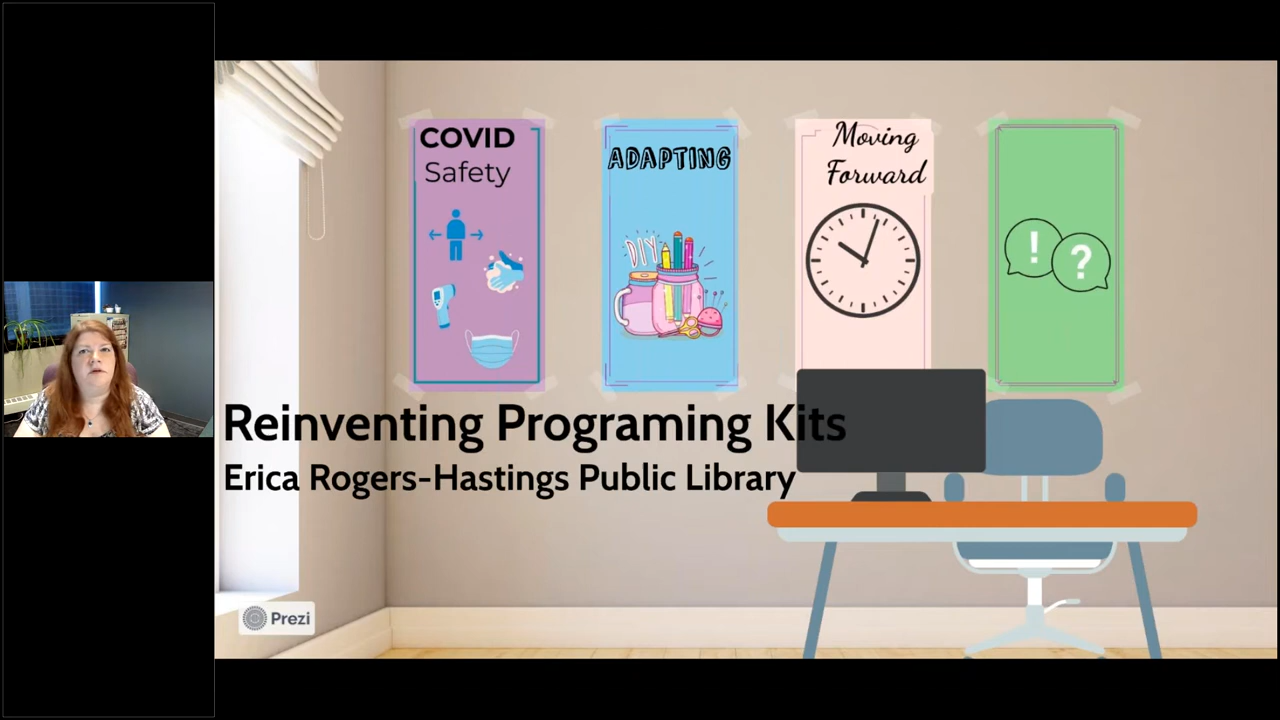 COVID
Safety
ADAPTING
DIY
Moving
Forward
! ?
Reinventing Programing Kits
Erica Rogers-Hastings Public Library
Prezi